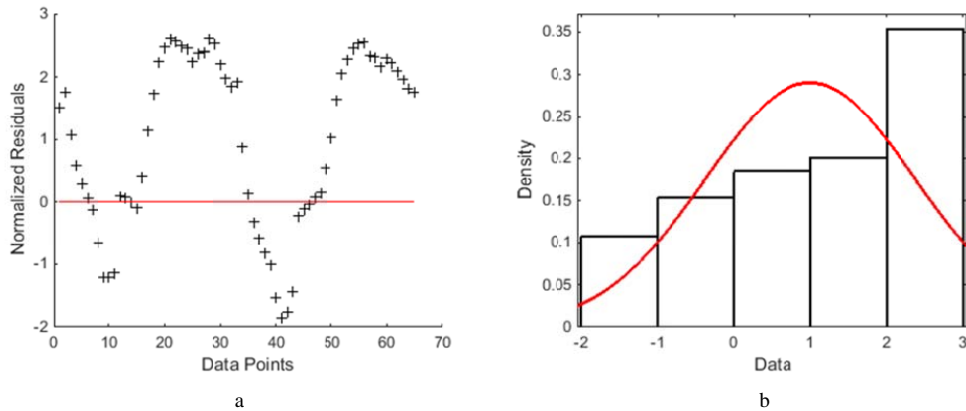 3
2
1
0
-1
-2
0 10 20 30 40 50 60 70
Normalized Residuals
Data Points
a
0.35
0.3
0.25
0.2
0.15
0.1
0.05
0
-2 -1 0 1 2 3
Density
Data
b